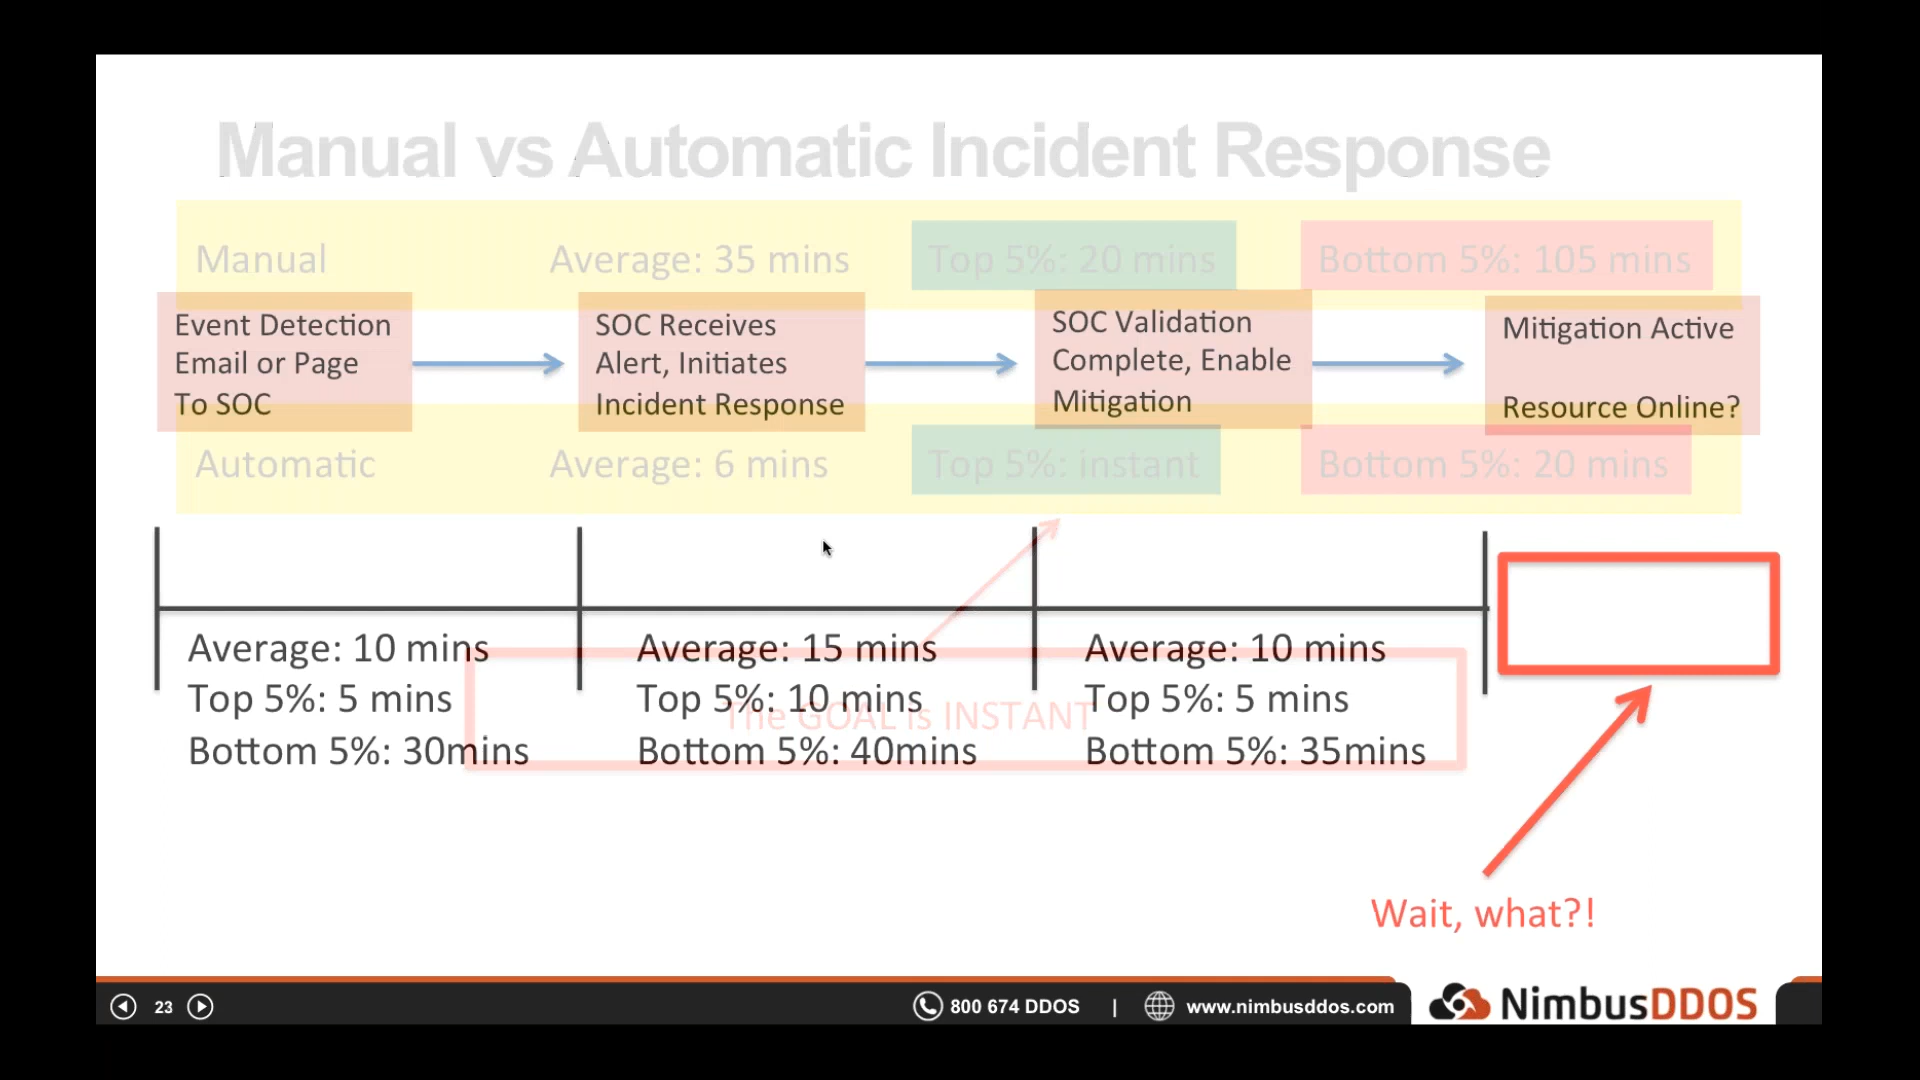 Manual vs Automatic Incident Response
Manual Average: 35 mins Top 5%: 20 mins Bottom 5%: 105 mins
Event Detection
Email or Page
To SOC
SOC Receives
Alert, Initiates
Incident Response
SOC Validation
Complete, Enable
Mitigation
Mitigation Active
Resource Online?
Automatic Average: 6 mins Top 5%: instant Bottom 5%: 20 mins
Average: 10 mins
Top 5%: 5 mins
Bottom 5%: 30mins
Average: 15 mins
Top 5%: 10 mins
Bottom 5%: 40mins
Average: 10 mins
Top 5%: 5 mins
Bottom 5%: 35mins
The GOAL is INSTANT
Wait, what?!
23
800 674 DDOS | www.nimbusddos.com
NimbusDDOS